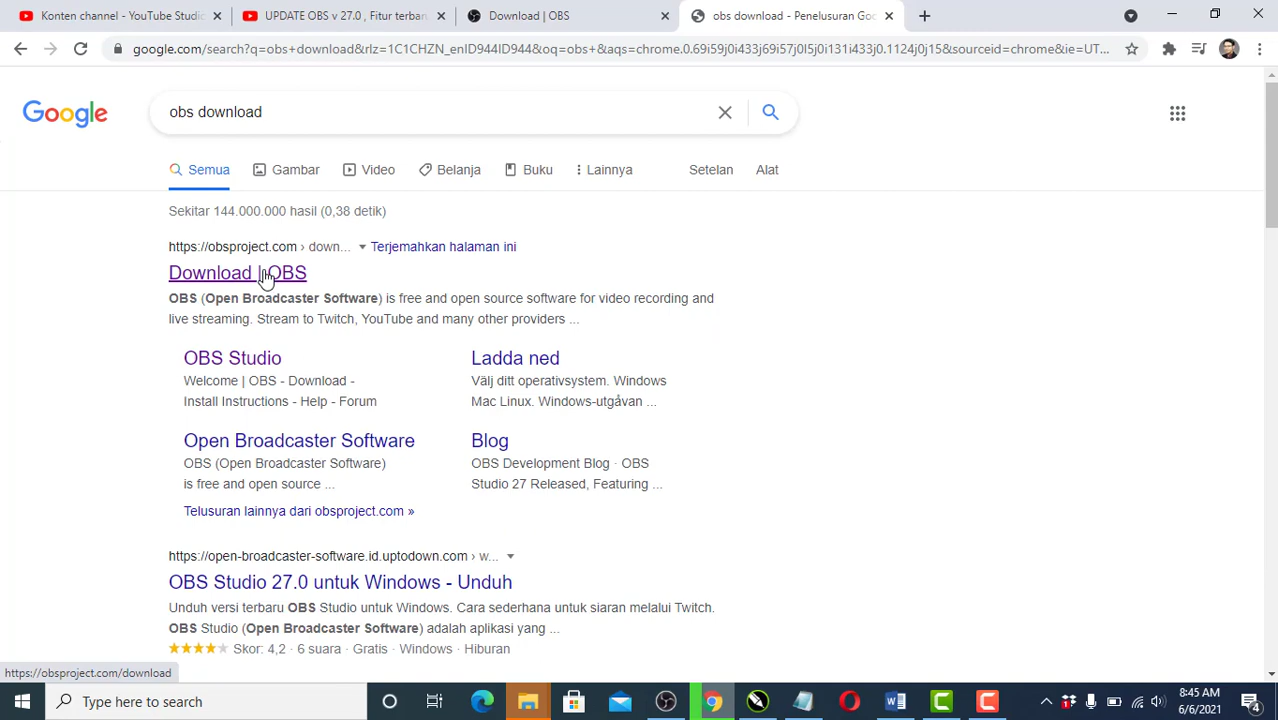 Konten channel - YouTube Studio
UPDATE OBS v 27.0 , Fitur terbar
Download | OBS
obs download - Penelusuran Goo
google.com/search?q=obs+download&rlz=1C1CHZN_enID944ID944&oq=obs+&aqs=chrome.0.69i59j0i433j69i57j0l5j0i131i433j0.1124j0j15&sourceid=chrome&ie=UT...
Google
obs download
Semua
Gambar
Video
Belanja
Buku
Lainnya
Setelan
Alat
Sekitar 144.000.000 hasil (0,38 detik)
https://obsproject.com › down... Terjemahkan halaman ini
Download | OBS
OBS (Open Broadcaster Software) is free and open source software for video recording and
live streaming. Stream to Twitch, YouTube and many other providers ...
OBS Studio
Welcome | OBS - Download -
Install Instructions - Help - Forum
Ladda ned
Välj ditt operativsystem. Windows
Mac Linux. Windows-utgåvan ...
Open Broadcaster Software
OBS (Open Broadcaster Software)
is free and open source ...
Blog
OBS Development Blog · OBS
Studio 27 Released, Featuring ...
Telusuran lainnya dari obsproject.com »
https://open-broadcaster-software.id.uptodown.com › w...
OBS Studio 27.0 untuk Windows - Unduh
Unduh versi terbaru OBS Studio untuk Windows. Cara sederhana untuk siaran melalui Twitch.
OBS Studio (Open Broadcaster Software) adalah aplikasi yang ...
Skor: 4,2 · 6 suara · Gratis · Windows · Hiburan
https://obsproject.com/download
Type here to search
8:45 AM
6/6/2021
4